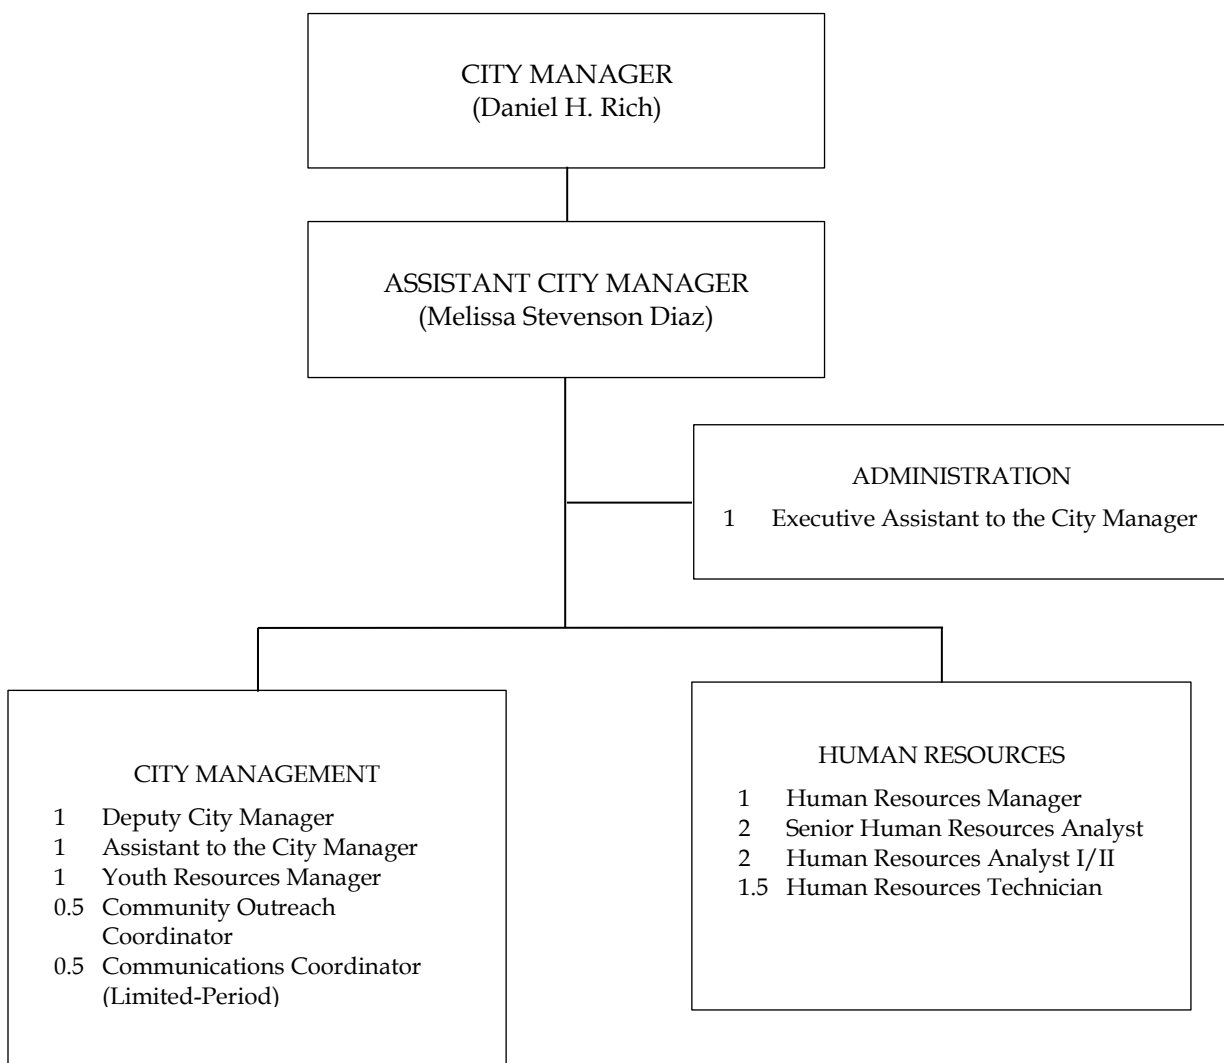 CITY MANAGER
(Daniel H. Rich)
ASSISTANT CITY MANAGER
(Melissa Stevenson Diaz)
ADMINISTRATION
1 Executive Assistant to the City Manager
CITY MANAGEMENT
1 Deputy City Manager
1 Assistant to the City Manager
1 Youth Resources Manager
0.5 Community Outreach
Coordinator
0.5 Communications Coordinator
(Limited-Period)
HUMAN RESOURCES
1 Human Resources Manager
2 Senior Human Resources Analyst
2 Human Resources Analyst I/II
1.5 Human Resources Technician